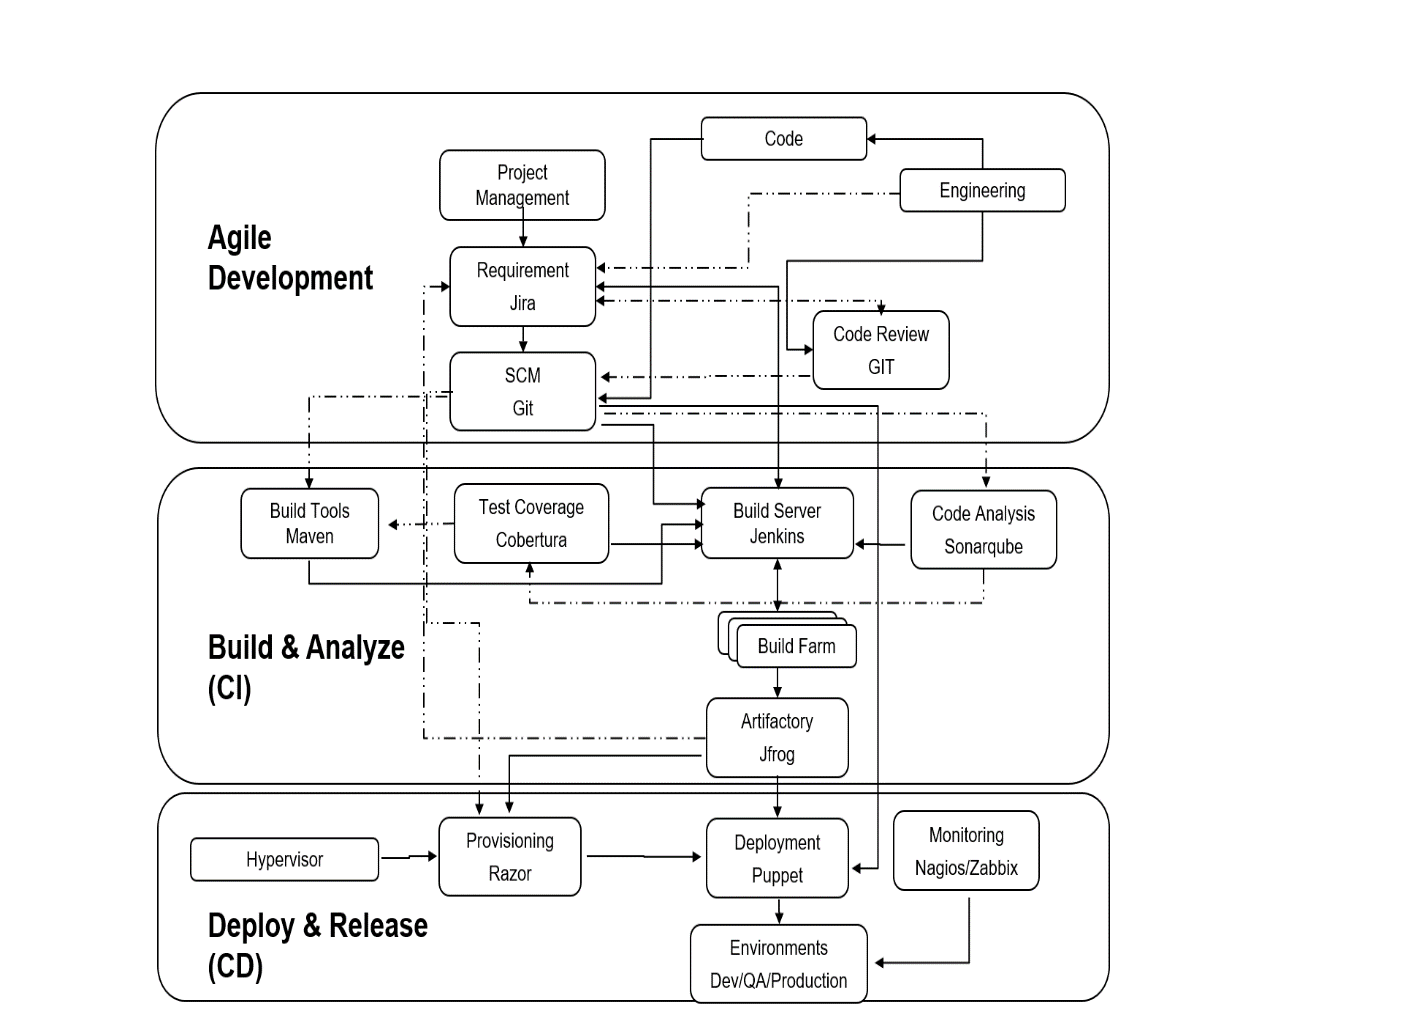 Code
Project
Management
Engineering
Agile
Development
Requirement
Jira
Code Review
GIT
SCM
Git
Build Tools
Maven
Test Coverage
Cobertura
Build Server
Jenkins
Code Analysis
Sonarqube
Build & Analyze
(CI)
Build Farm
Artifactory
Jfrog
Hypervisor
Provisioning
Razor
Deployment
Puppet
Monitoring
Nagios/Zabbix
Deploy & Release
(CD)
Environments
Dev/QA/Production